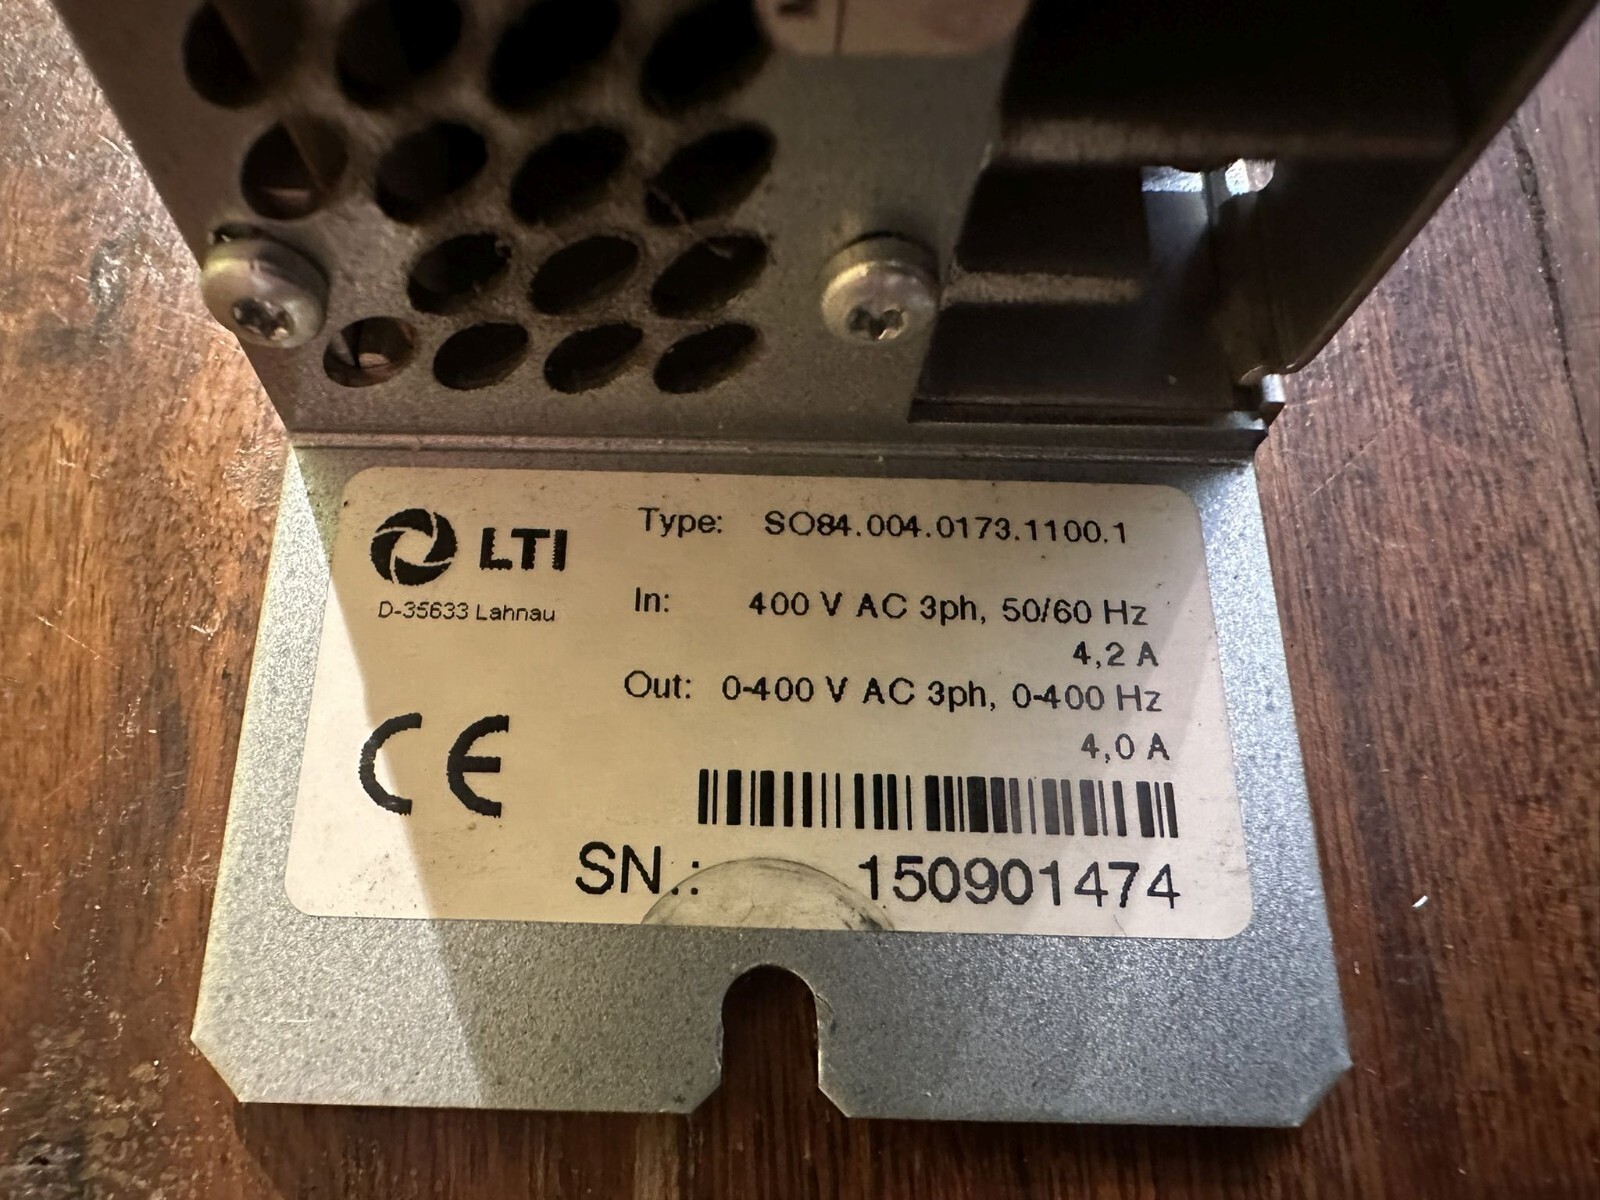 LTI
D-35633 Lahnau
Type: SO84.004.0173.1100.1
In: 400 V AC 3ph, 50/60 Hz
4,2 A
Out: 0-400 V AC 3ph, 0-400 Hz
4,0 A
CE
SN.: 150901474